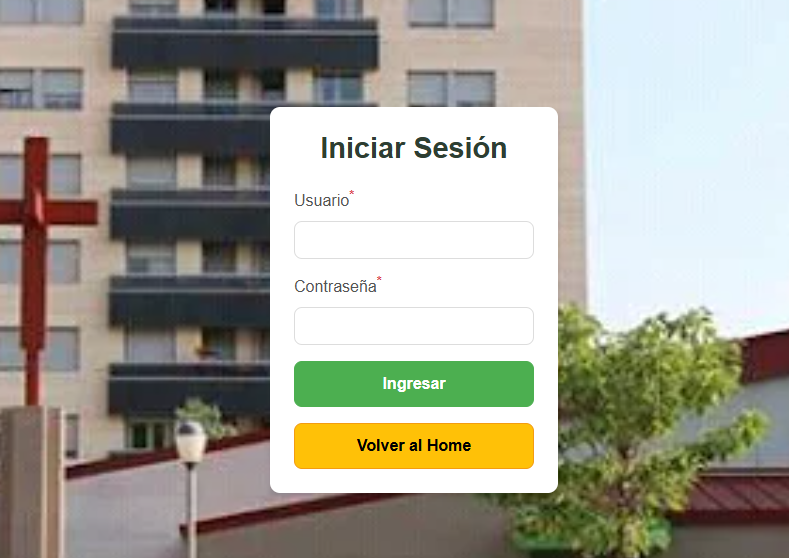 Iniciar Sesión
Usuario*
Contraseña*
Ingresar
Volver al Home